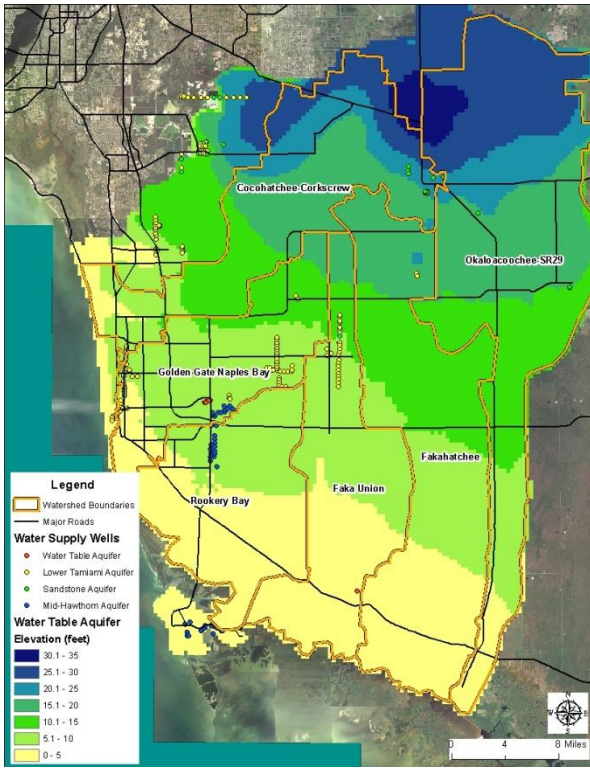 Cocohatchee-Corkscrew
Okaloacoochee-SR29
Golden Gate Naples Bay
Fakahatchee
Faka Union
Rookery Bay
Legend
Watershed Boundaries
Major Roads
Water Supply Wells
Water Table Aquifer
Lower Tamiami Aquifer
Sandstone Aquifer
Mid-Hawthorn Aquifer
Water Table Aquifer
Elevation (feet)
30.1 - 35
25.1 - 30
20.1 - 25
15.1 - 20
10.1 - 15
5.1 - 10
0 - 5
N
W E
S
0 4 8 Miles